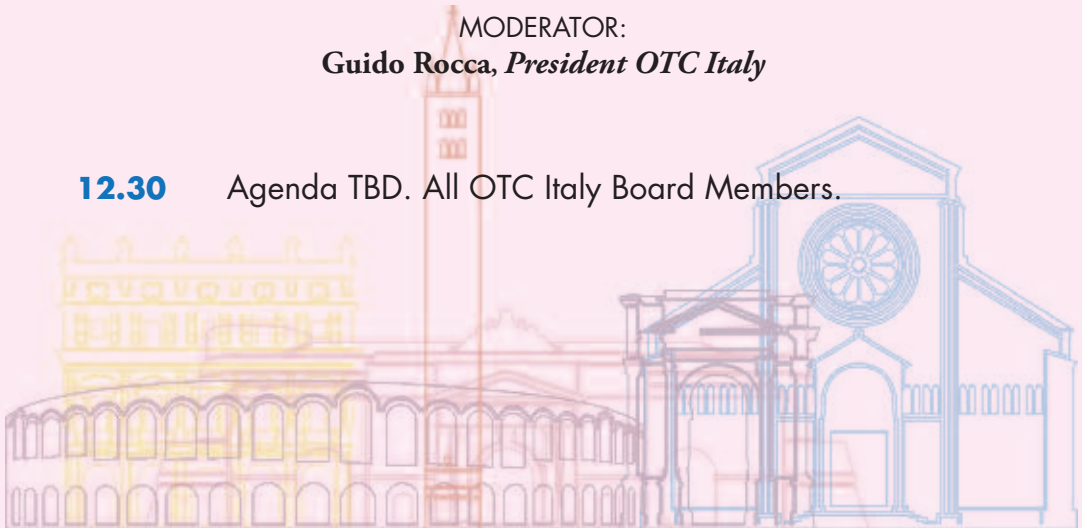 MODERATOR:
Guido Rocca, President OTC Italy
12.30 Agenda TBD. All OTC Italy Board Members.